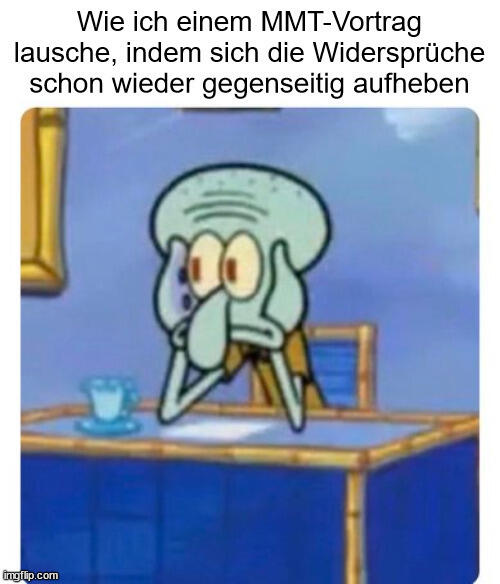 Wie ich einem MMT-Vortrag
lausche, indem sich die Widersprüche
schon wieder gegenseitig aufheben
imgflip.com